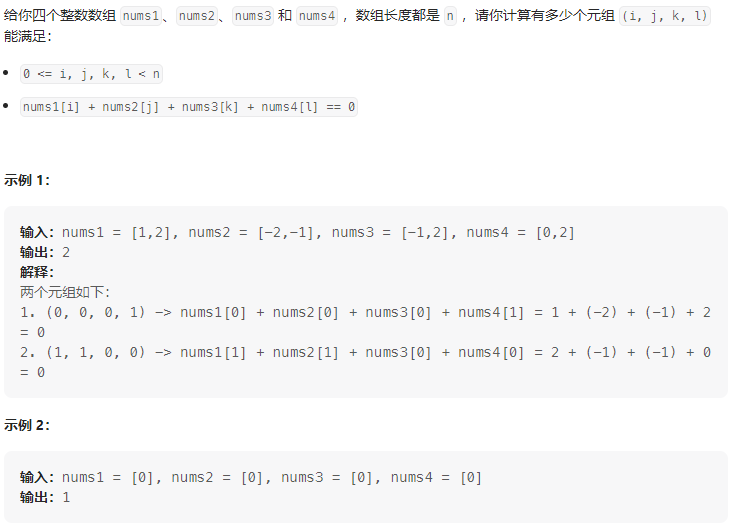 给你四个整数数组 nums1、nums2、nums3 和 nums4 ，数组长度都是 n ，请你计算有多少个元组 (i, j, k, l)
能满足：
• 0 <= i, j, k, l < n
• nums1[i] + nums2[j] + nums3[k] + nums4[l] == 0
示例 1：
输入：nums1 = [1,2], nums2 = [-2,-1], nums3 = [-1,2], nums4 = [0,2]
输出：2
解释：
两个元组如下：
1. (0, 0, 0, 1) -> nums1[0] + nums2[0] + nums3[0] + nums4[1] = 1 + (-2) + (-1) + 2
= 0
2. (1, 1, 0, 0) -> nums1[1] + nums2[1] + nums3[0] + nums4[0] = 2 + (-1) + (-1) + 0
= 0
示例 2：
输入：nums1 = [0], nums2 = [0], nums3 = [0], nums4 = [0]
输出：1